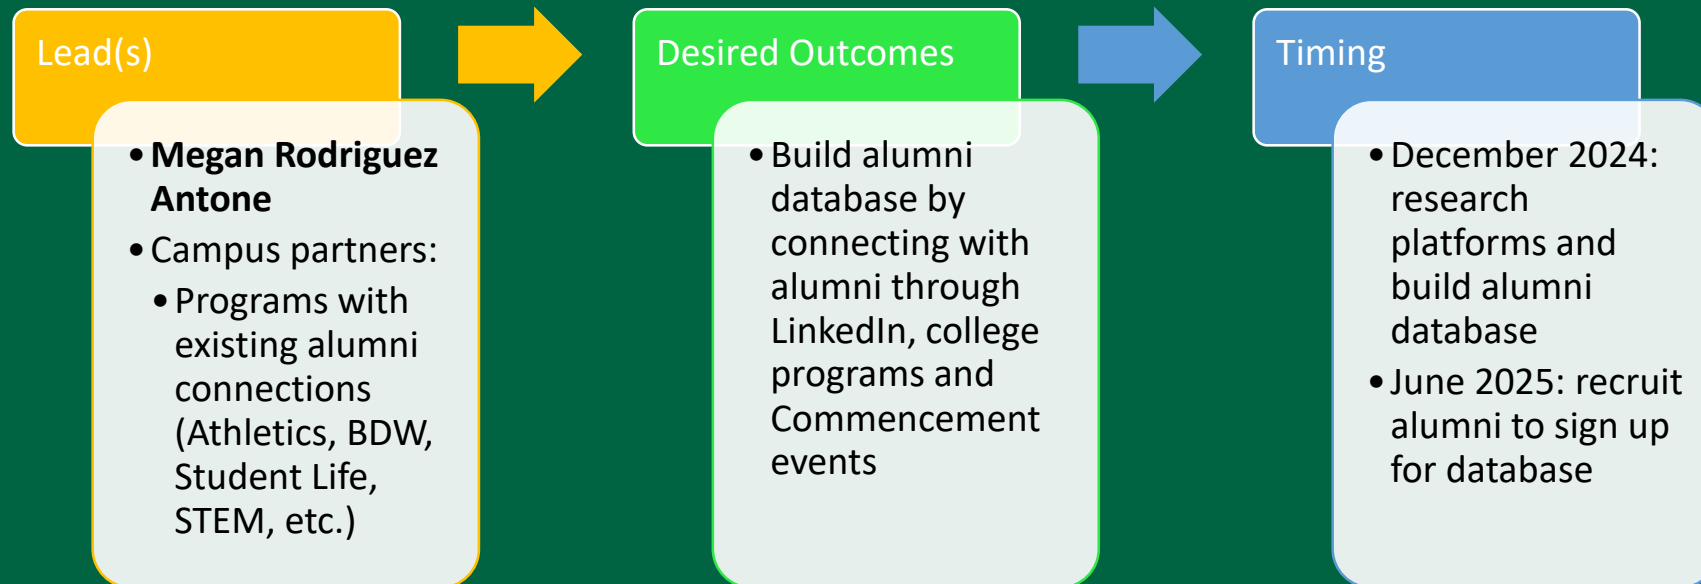 Lead(s)
• Megan Rodriguez
Antone
• Campus partners:
• Programs with
existing alumni
connections
(Athletics, BDW,
Student Life,
STEM, etc.)
Desired Outcomes
• Build alumni
database by
connecting with
alumni through
LinkedIn, college
programs and
Commencement
events
Timing
• December 2024:
research
platforms and
build alumni
database
• June 2025: recruit
alumni to sign up
for database